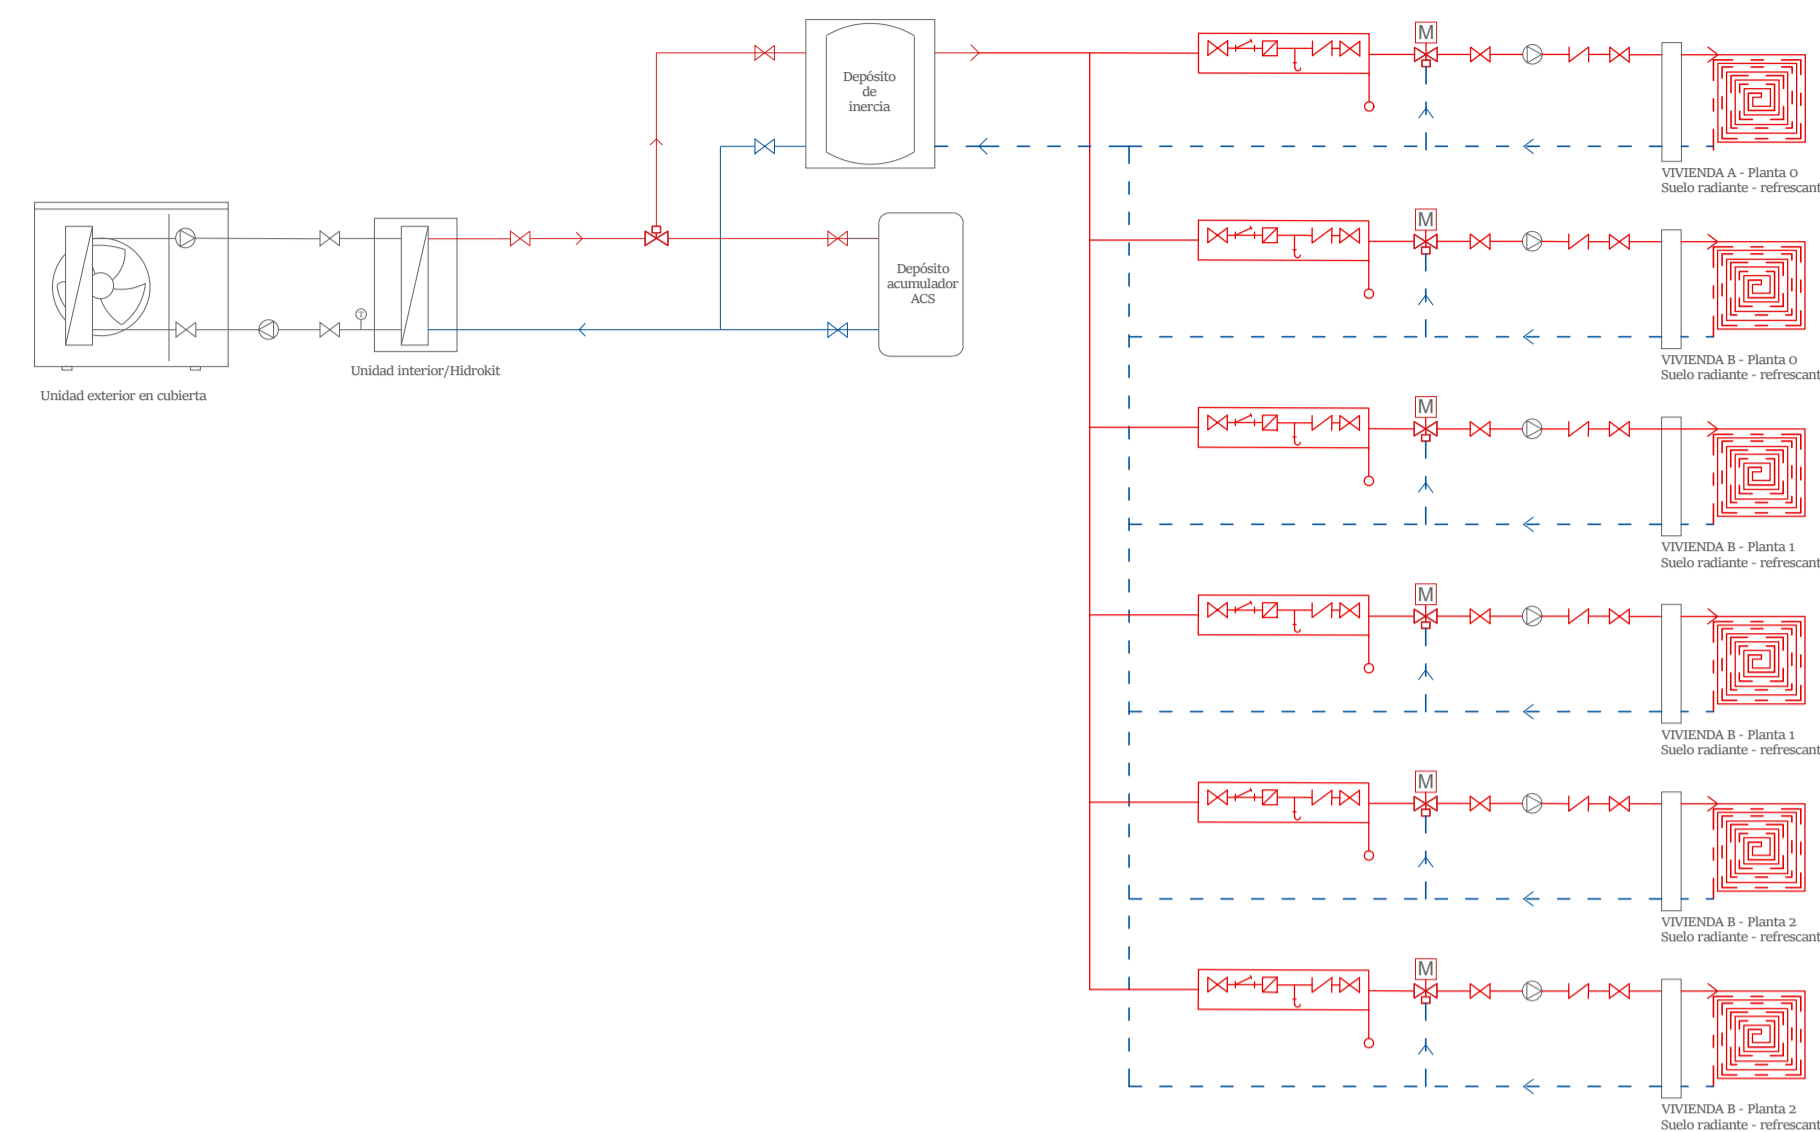 Depósito
de
inercia
Depósito
acumulador
ACS
T
Unidad interior/Hidrokit
Unidad exterior en cubierta
M
VIVIENDA A - Planta 0
Suelo radiante - refrescant
M
VIVIENDA B - Planta 0
Suelo radiante - refrescant
M
VIVIENDA B - Planta 1
Suelo radiante - refrescant
M
VIVIENDA B - Planta 1
Suelo radiante - refrescant
M
VIVIENDA B - Planta 2
Suelo radiante - refrescant
M
VIVIENDA B - Planta 2
Suelo radiante - refrescant